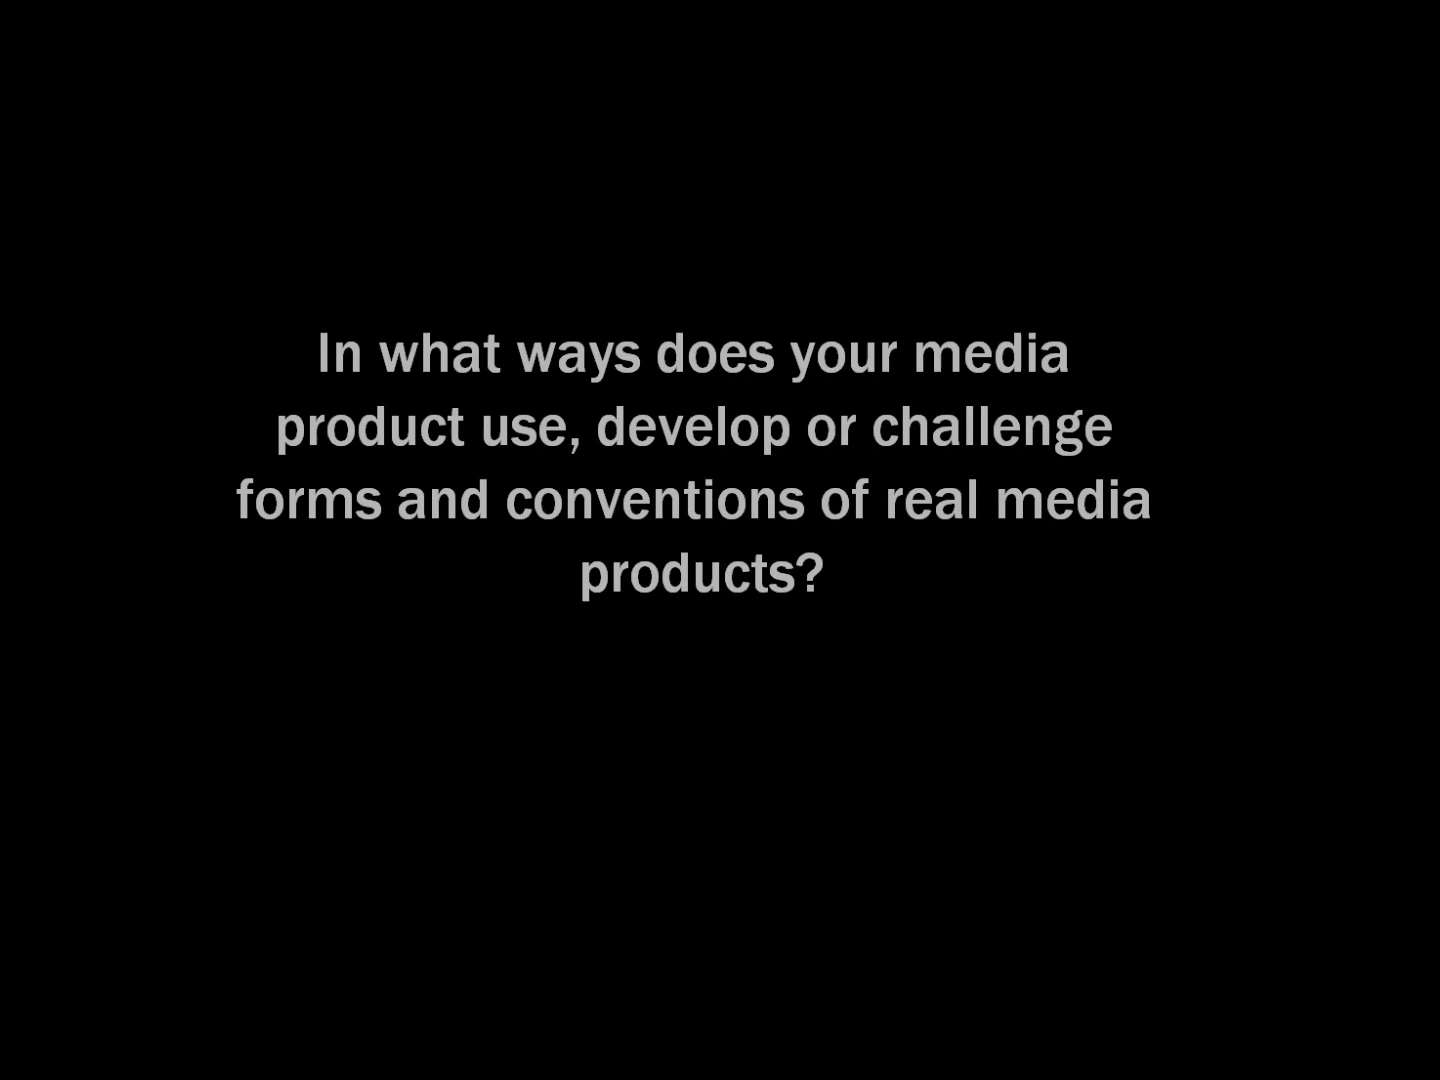 In what ways does your media
product use, develop or challenge
forms and conventions of real media
products?